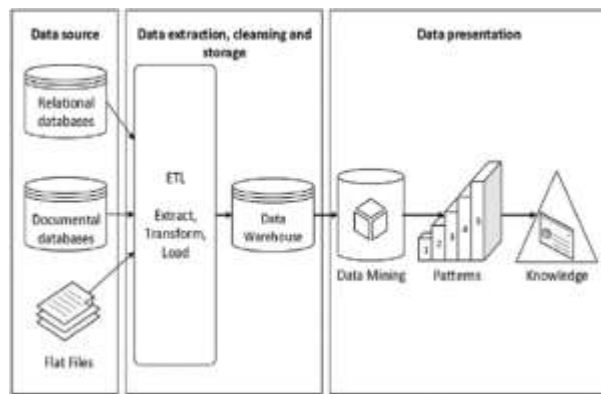 Data source
Data extraction, cleansing and
storage
Data presentation
Relational
databases
Documental
databases
Flat Files
ETL
Extract,
Transform,
Load
Data
Warehouse
Data Mining
1
2
3
4
5
Patterns
Knowledge